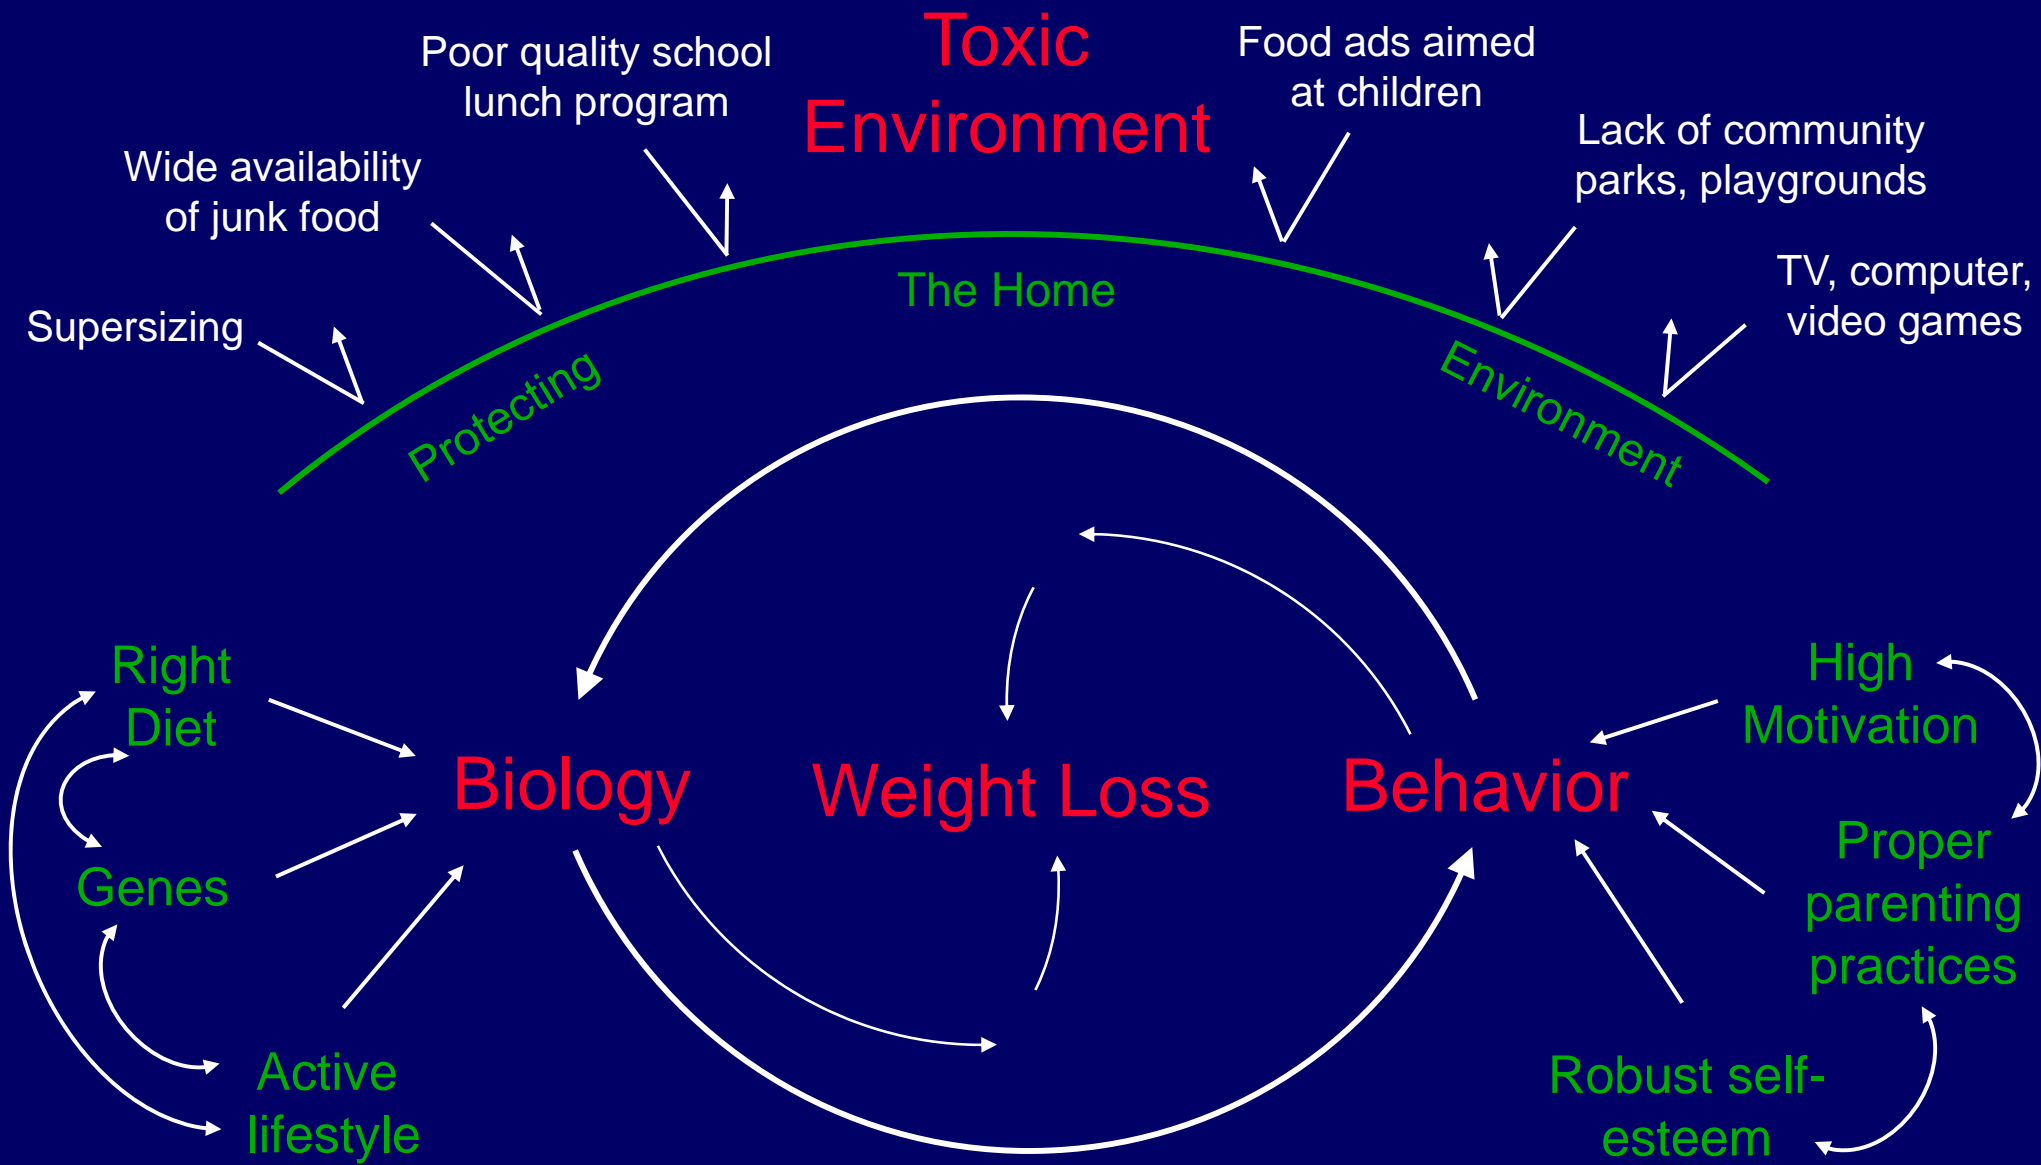 Toxic
Environment
Poor quality school
lunch program
Food ads aimed
at children
Wide availability
of junk food
Lack of community
parks, playgrounds
Supersizing
TV, computer,
video games
Protecting
The Home
Environment
Right
Diet
Genes
Active
lifestyle
Biology
Weight Loss
Behavior
High
Motivation
Proper
parenting
practices
Robust self-
esteem